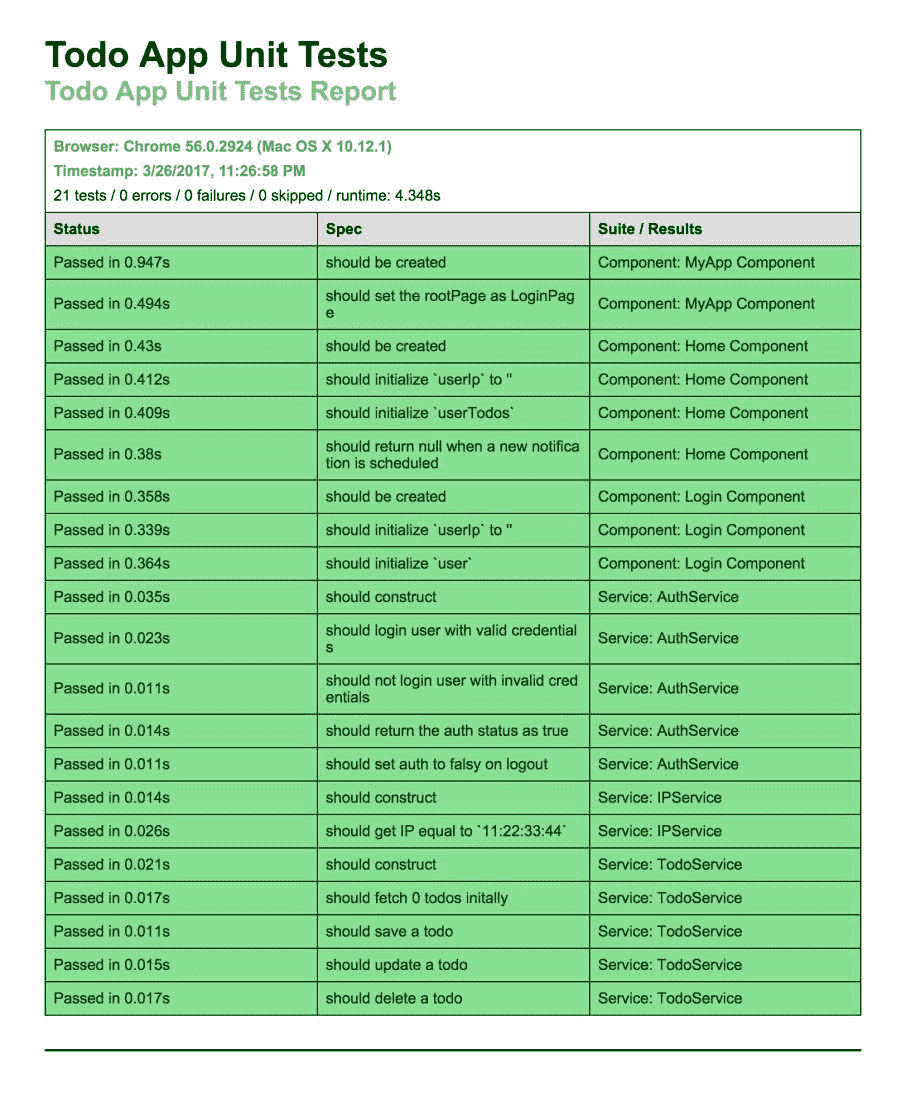 Todo App Unit Tests
Todo App Unit Tests Report
Browser: Chrome 56.0.2924 (Mac OS X 10.12.1)
Timestamp: 3/26/2017, 11:26:58 PM
21 tests / 0 errors / 0 failures / 0 skipped / runtime: 4.348s
Status Spec Suite / Results
Passed in 0.947s should be created Component: MyApp Component
Passed in 0.494s should set the rootPage as LoginPag Component: MyApp Component
e
Passed in 0.43s should be created Component: Home Component
Passed in 0.412s should initialize `userIp` to '' Component: Home Component
Passed in 0.409s should initialize `userTodos` Component: Home Component
Passed in 0.38s should return null when a new notifica Component: Home Component
tion is scheduled
Passed in 0.358s should be created Component: Login Component
Passed in 0.339s should initialize `userIp` to '' Component: Login Component
Passed in 0.364s should initialize `user` Component: Login Component
Passed in 0.035s should construct Service: AuthService
Passed in 0.023s should login user with valid credential Service: AuthService
s
Passed in 0.011s should not login user with invalid cred Service: AuthService
entials
Passed in 0.014s should return the auth status as true Service: AuthService
Passed in 0.011s should set auth to falsy on logout Service: AuthService
Passed in 0.014s should construct Service: IPService
Passed in 0.026s should get IP equal to `11:22:33:44` Service: IPService
Passed in 0.021s should construct Service: TodoService
Passed in 0.017s should fetch 0 todos initally Service: TodoService
Passed in 0.011s should save a todo Service: TodoService
Passed in 0.015s should update a todo Service: TodoService
Passed in 0.017s should delete a todo Service: TodoService